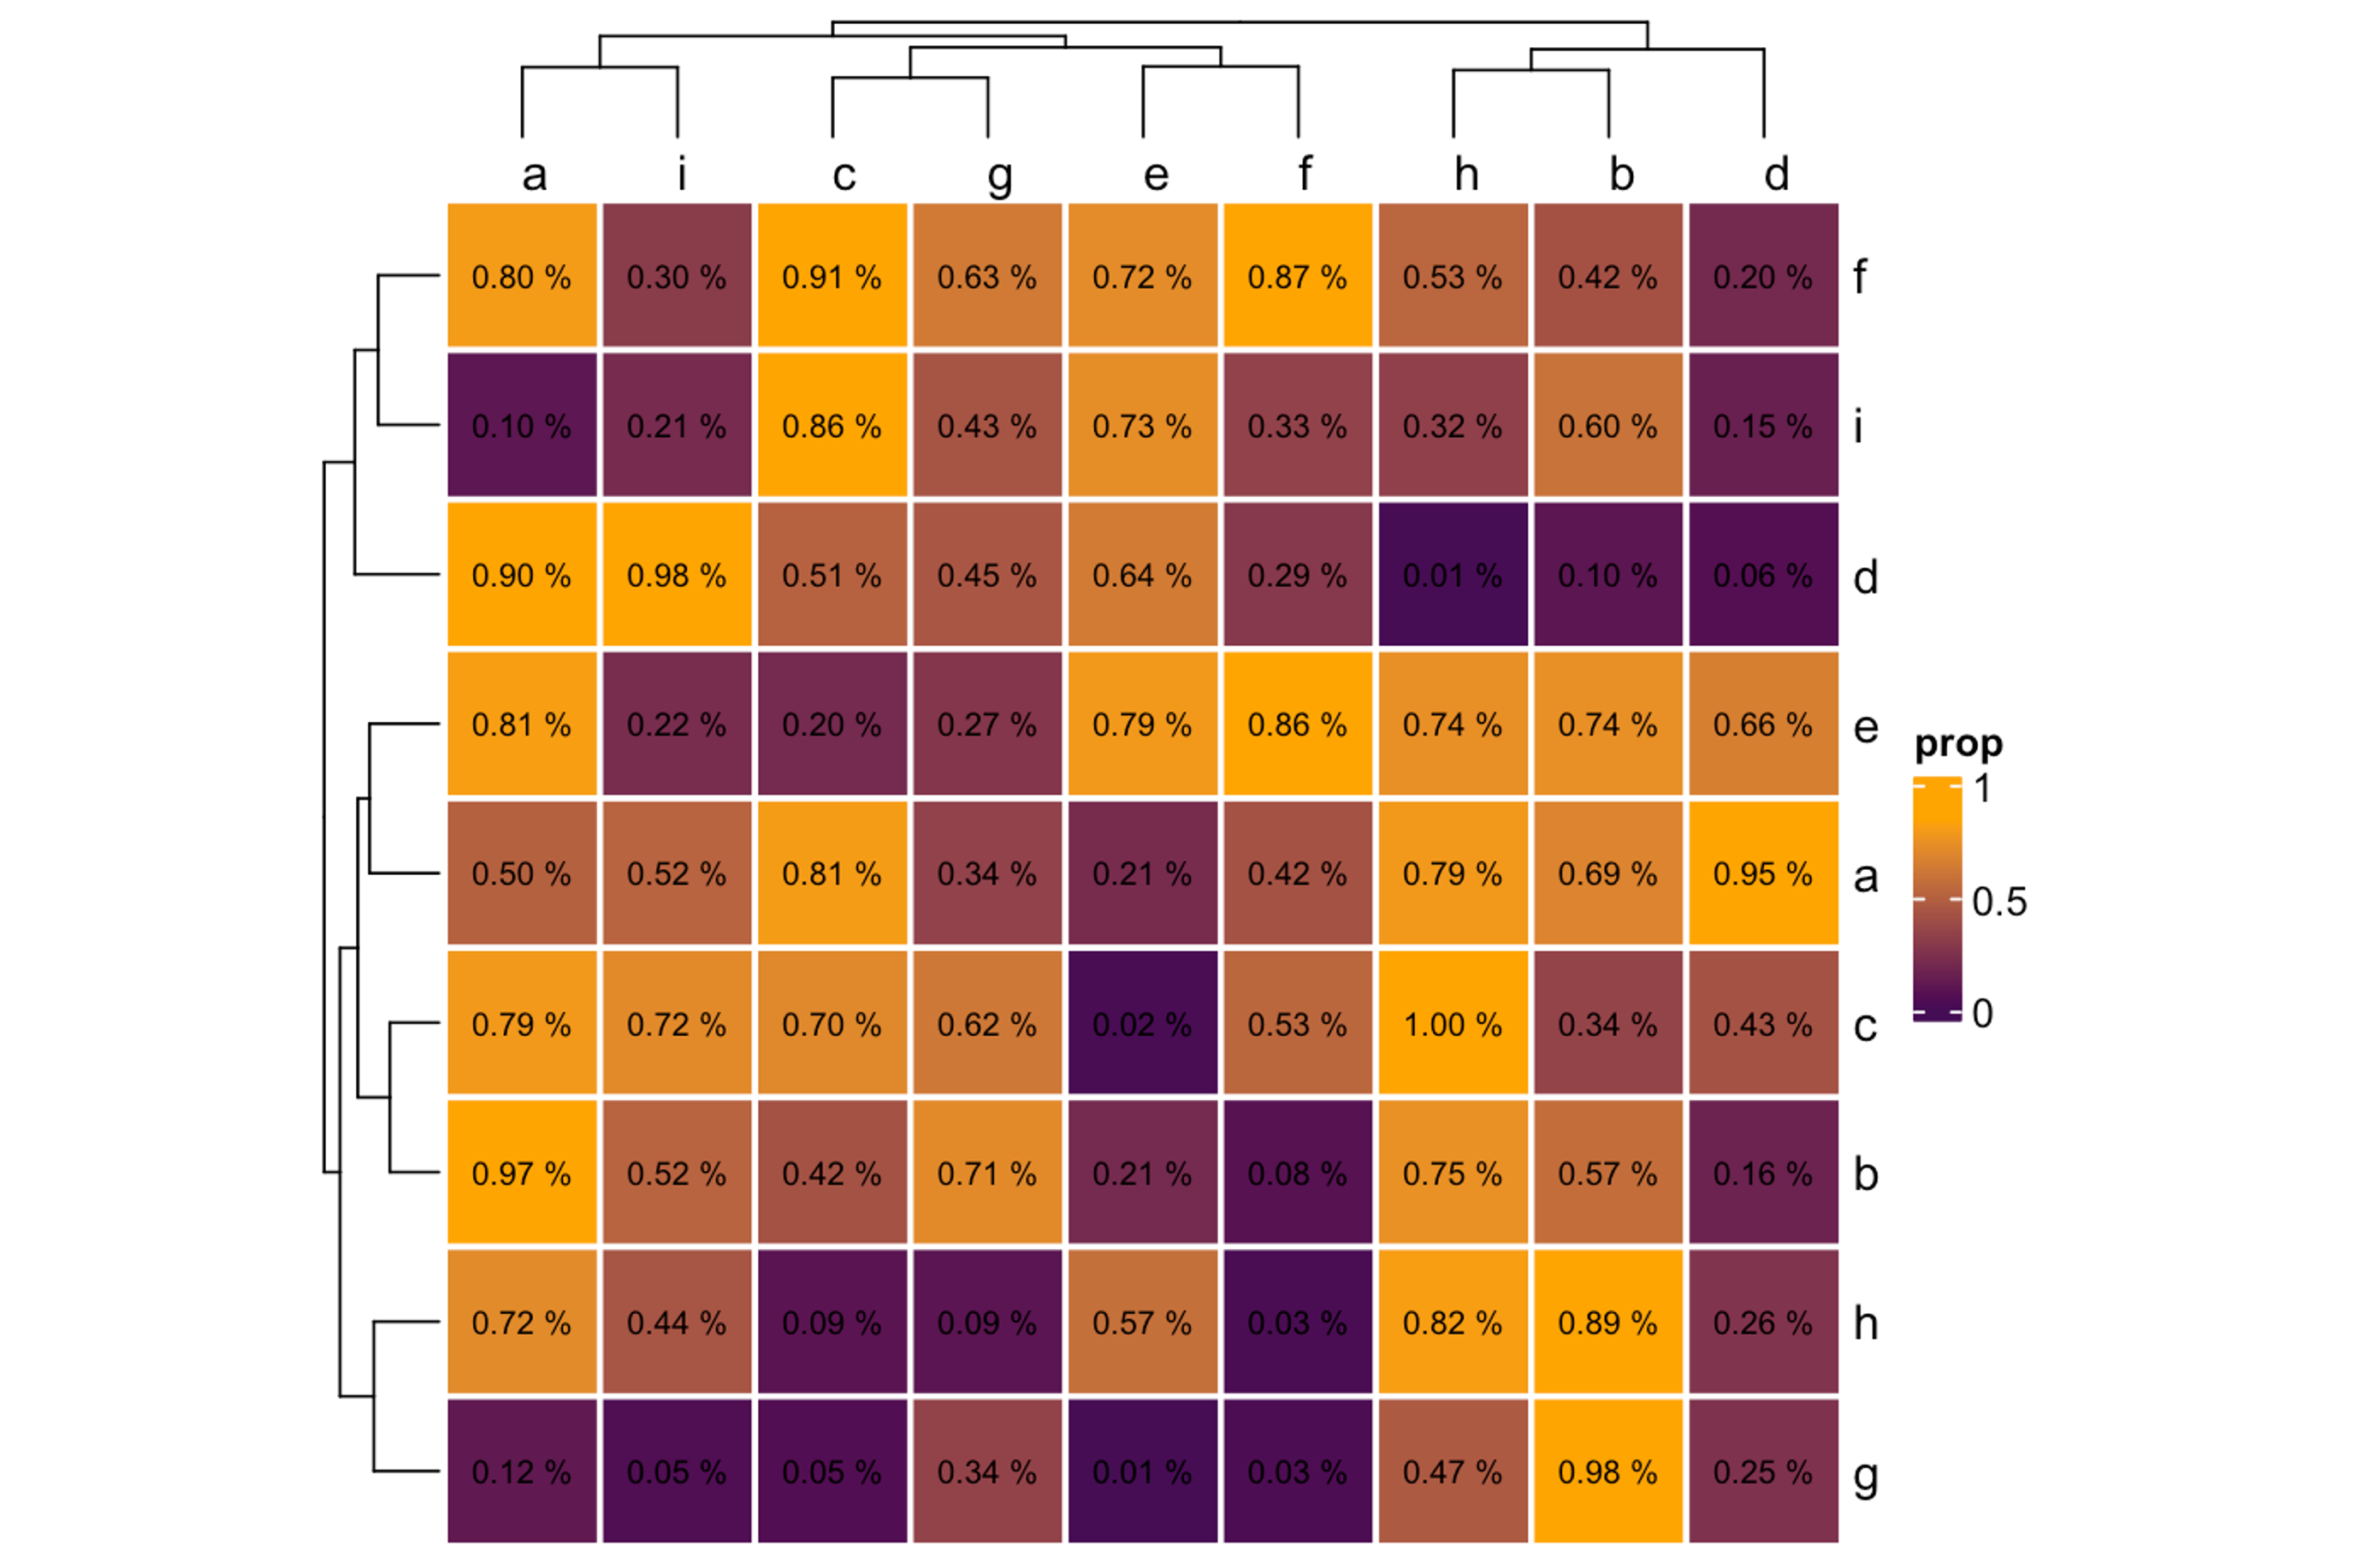 a i c g e f h b d
0.80 % 0.30 % 0.91 % 0.63 % 0.72 % 0.87 % 0.53 % 0.42 % 0.20 % f
0.10 % 0.21 % 0.86 % 0.43 % 0.73 % 0.33 % 0.32 % 0.60 % 0.15 % i
0.90 % 0.98 % 0.51 % 0.45 % 0.64 % 0.29 % 0.01 % 0.10 % 0.06 % d
0.81 % 0.22 % 0.20 % 0.27 % 0.79 % 0.86 % 0.74 % 0.74 % 0.66 % e
0.50 % 0.52 % 0.81 % 0.34 % 0.21 % 0.42 % 0.79 % 0.69 % 0.95 % a
0.79 % 0.72 % 0.70 % 0.62 % 0.02 % 0.53 % 1.00 % 0.34 % 0.43 % c
0.97 % 0.52 % 0.42 % 0.71 % 0.21 % 0.08 % 0.75 % 0.57 % 0.16 % b
0.72 % 0.44 % 0.09 % 0.09 % 0.57 % 0.03 % 0.82 % 0.89 % 0.26 % h
0.12 % 0.05 % 0.05 % 0.34 % 0.01 % 0.03 % 0.47 % 0.98 % 0.25 % g
prop
1
0.5
0